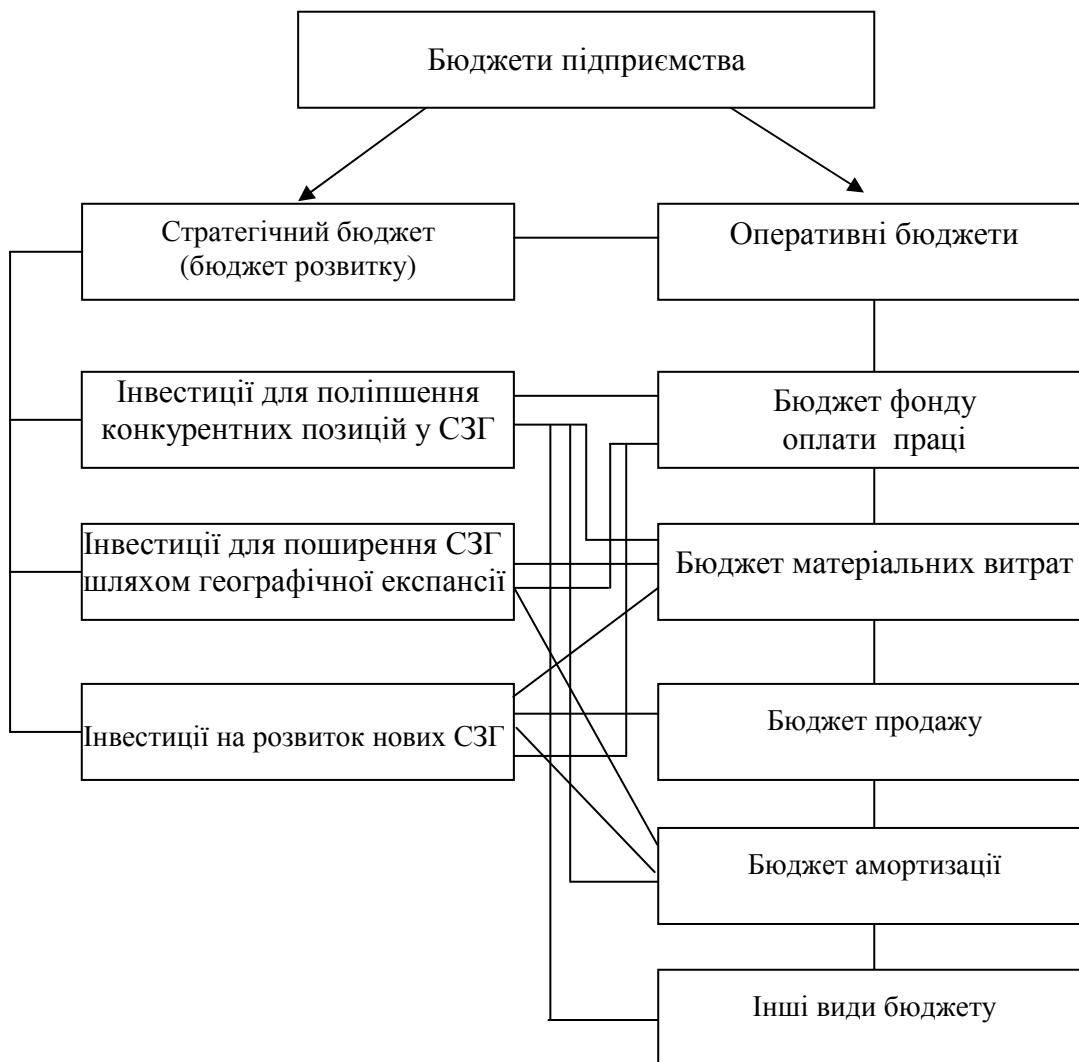 Бюджети підприємства
Стратегічний бюджет
(бюджет розвитку)
Оперативні бюджети
Інвестиції для поліпшення
конкурентних позицій у СЗГ
Бюджет фонду
оплати праці
Інвестиції для поширення СЗГ
шляхом географічної експансії
Бюджет матеріальних витрат
Інвестиції на розвиток нових СЗГ
Бюджет продажу
Бюджет амортизації
Інші види бюджету